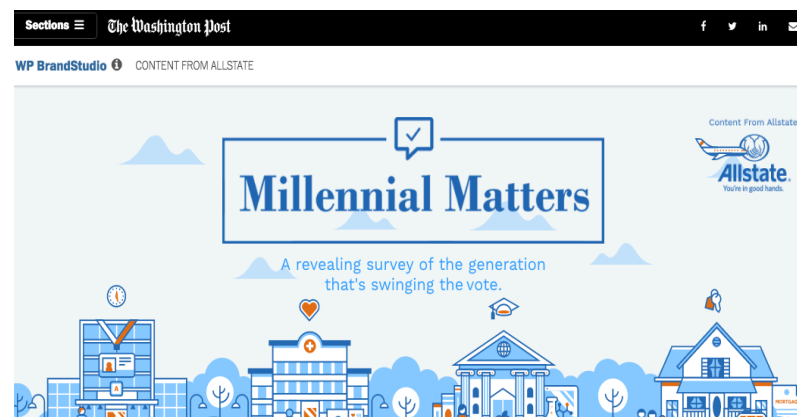 Sections
The Washington Post
WP BrandStudio CONTENT FROM ALLSTATE
Content From Allstate
Allstate.
You're in good hands.
Millennial Matters
A revealing survey of the generation
that's swinging the vote.
A
MORTGAGE